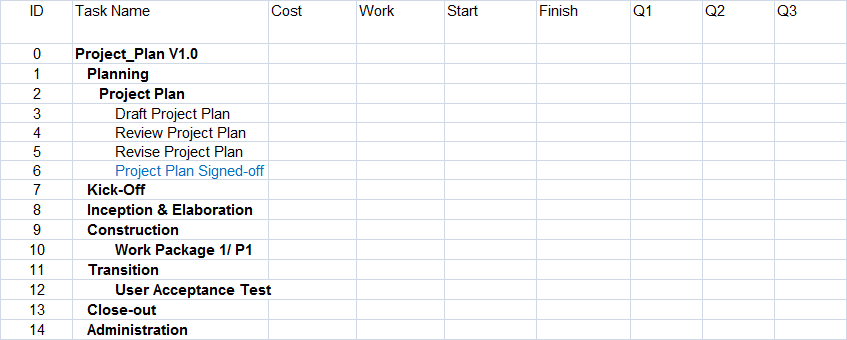 ID Task Name Cost Work Start Finish Q1 Q2 Q3
0 Project_Plan V1.0
1 Planning
2 Project Plan
3 Draft Project Plan
4 Review Project Plan
5 Revise Project Plan
6 Project Plan Signed-off
7 Kick-Off
8 Inception & Elaboration
9 Construction
10 Work Package 1/ P1
11 Transition
12 User Acceptance Test
13 Close-out
14 Administration